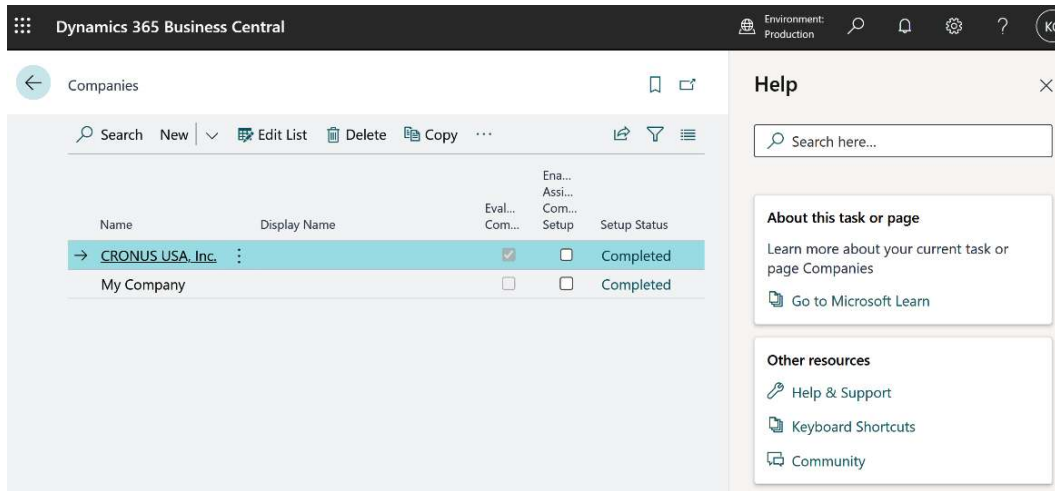 Dynamics 365 Business Central
Environment:
Production
?
Companies
Search New Edit List Delete Copy ...
Name
Display Name
Eval...
Com...
Ena...
Assi...
Com...
Setup
Setup Status
CRONUS USA, Inc.
Completed
My Company
Completed
Help
Search here...
About this task or page
Learn more about your current task or
page Companies
Go to Microsoft Learn
Other resources
Help & Support
Keyboard Shortcuts
Community